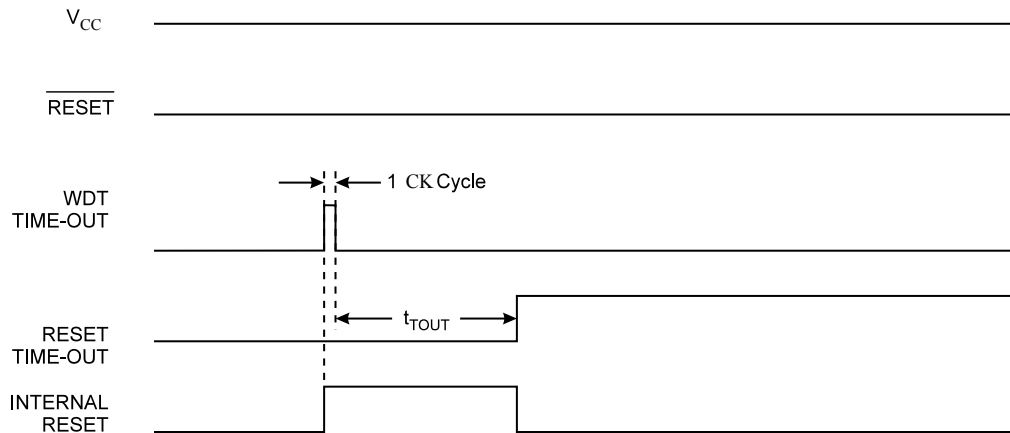 VCC
RESET
1 CK Cycle
WDT
TIME-OUT
tTOUT
RESET
TIME-OUT
INTERNAL
RESET